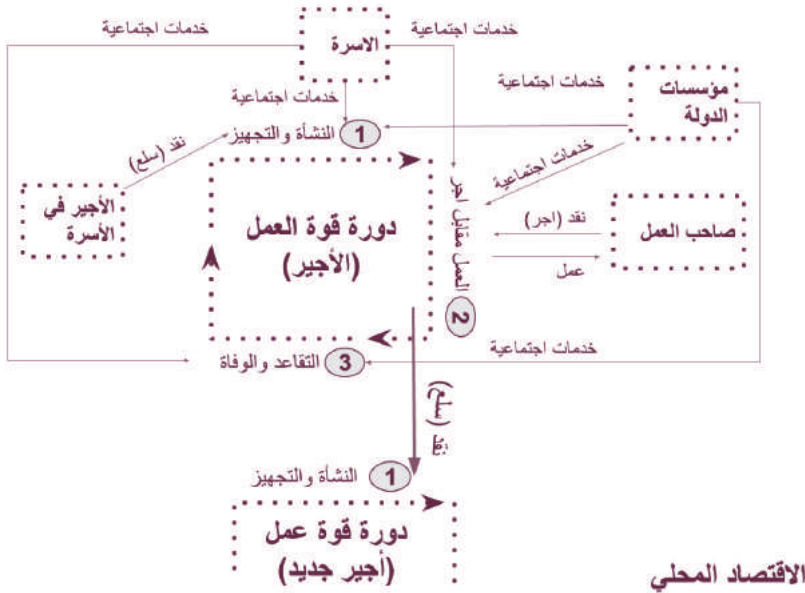 خدمات اجتماعية
الاسرة
خدمات اجتماعية
خدمات اجتماعية
مؤسسات
الدولة
خدمات اجتماعية
النشأة والتجهيز 1
نقد (سلع)
خدمات اجتماعية
الأجير في
الأسرة
دورة قوة العمل
(الأجير)
العمل مقابل اجر 2
نقد (اجر)
عمل
صاحب العمل
التقاعد والوفاة 3
خدمات اجتماعية
نقد (سلع)
النشأة والتجهيز 1
دورة قوة عمل
(أجير جديد)
الاقتصاد المحلي